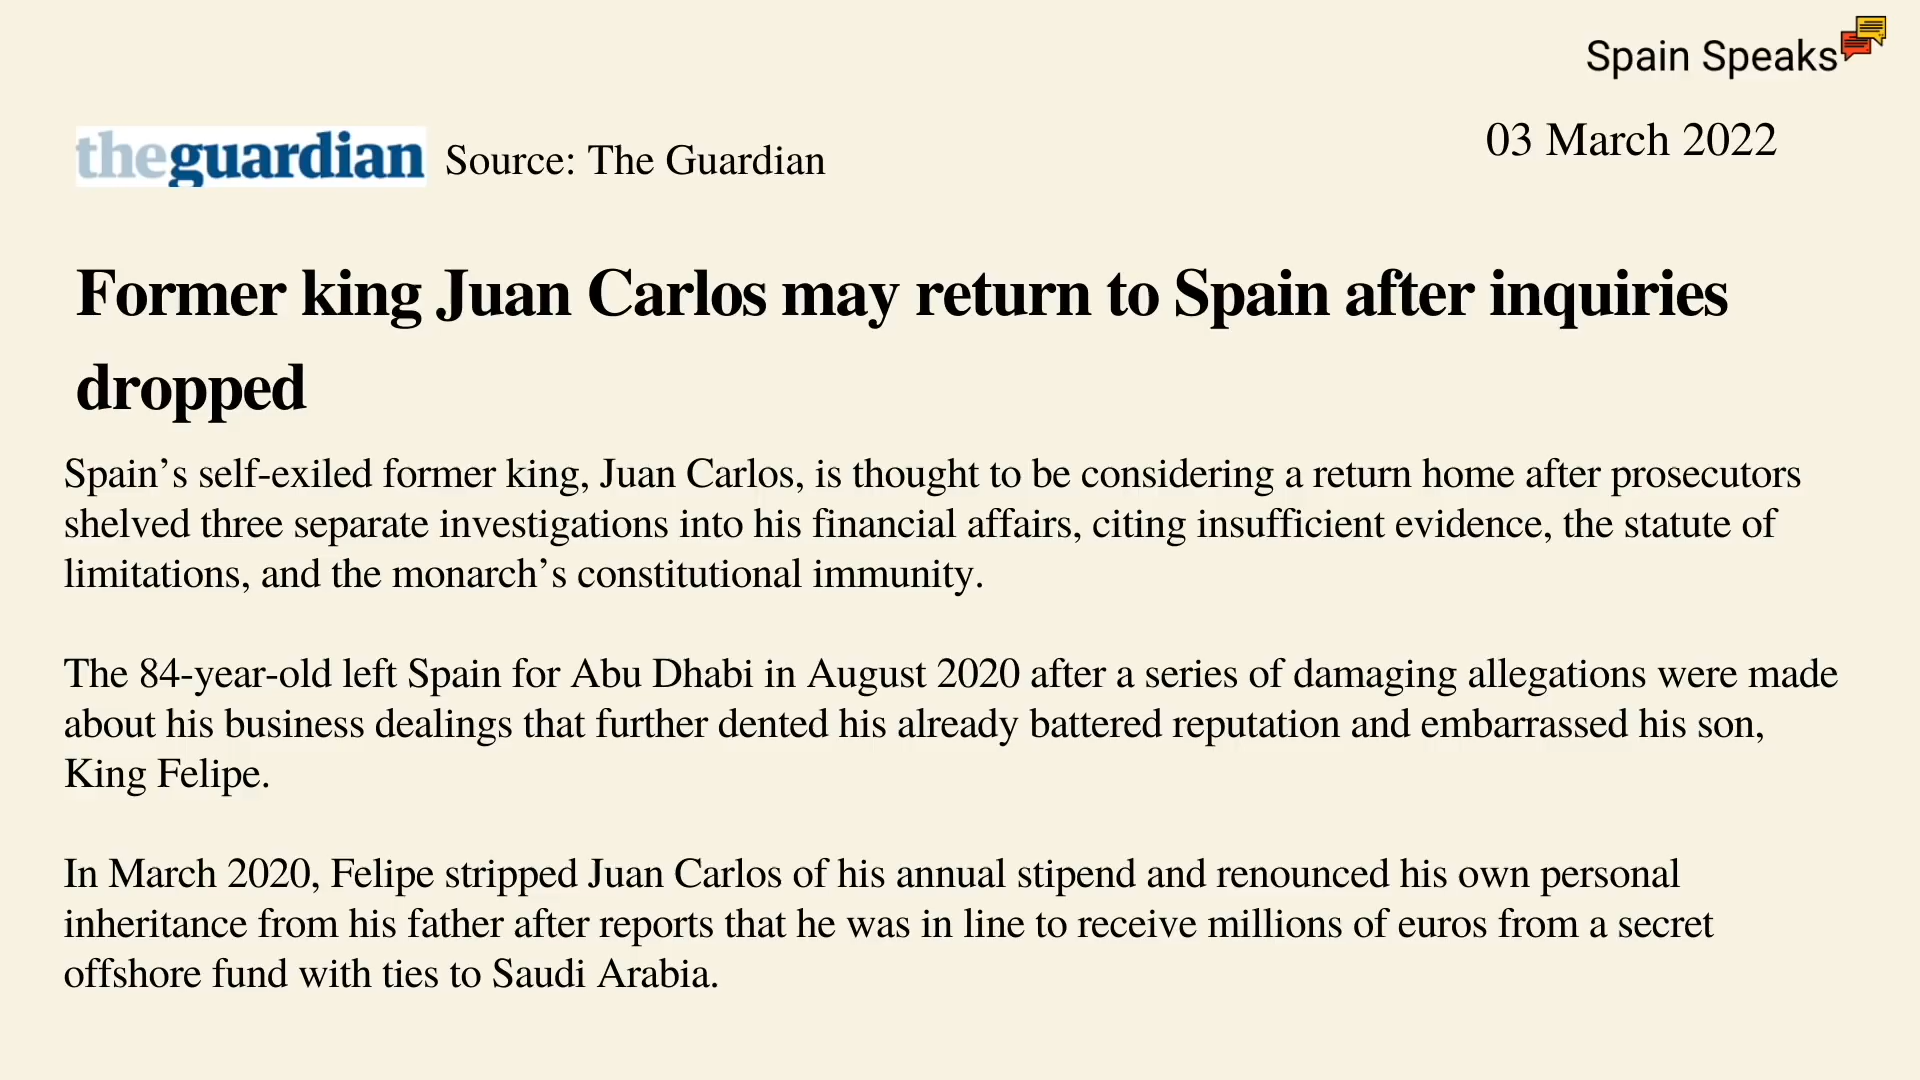 Spain Speaks
theguardian Source: The Guardian
03 March 2022
Former king Juan Carlos may return to Spain after inquiries
dropped
Spain’s self-exiled former king, Juan Carlos, is thought to be considering a return home after prosecutors
shelved three separate investigations into his financial affairs, citing insufficient evidence, the statute of
limitations, and the monarch’s constitutional immunity.
The 84-year-old left Spain for Abu Dhabi in August 2020 after a series of damaging allegations were made
about his business dealings that further dented his already battered reputation and embarrassed his son,
King Felipe.
In March 2020, Felipe stripped Juan Carlos of his annual stipend and renounced his own personal
inheritance from his father after reports that he was in line to receive millions of euros from a secret
offshore fund with ties to Saudi Arabia.